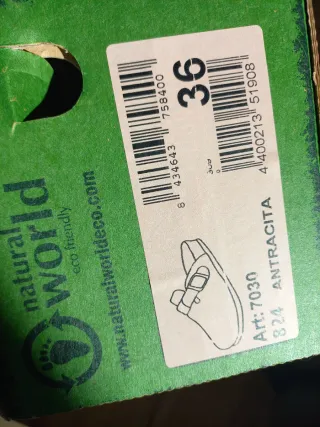 natural
world
eco friendly
www.naturalworldeco.com
8 434643 758400
36
4 400213 51908
Art:7030
824 ANTRACITA